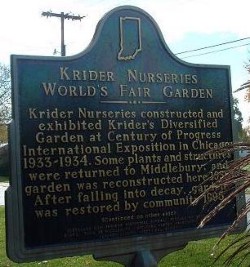 KRIDER NURSERIES
WORLD'S FAIR GARDEN
Krider Nurseries constructed and
exhibited Krider's Diversified
Garden at Century of Progress
International Exposition in Chicago
1933-1934. Some plants and structures
were returned to Middlebury, and
garden was reconstructed here
After falling into decay, garden
was restored by community